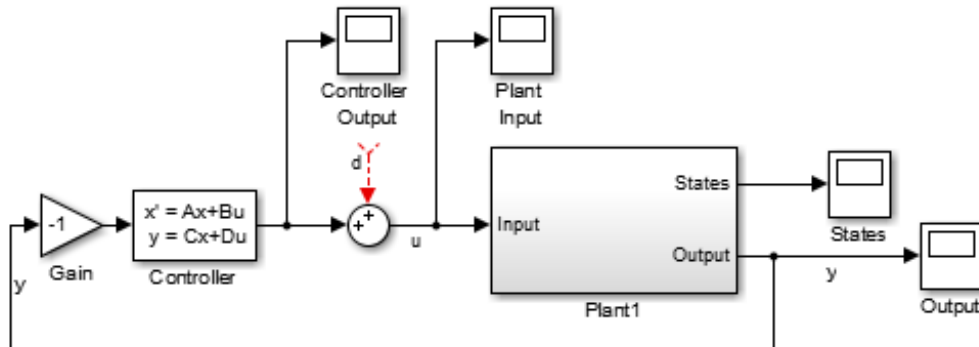 Controller
Output
Plant
Input
d
-1
Gain
y
x' = Ax+Bu
y = Cx+Du
Controller
+
+
u
Input
States
Output
Plant1
States
y
Output